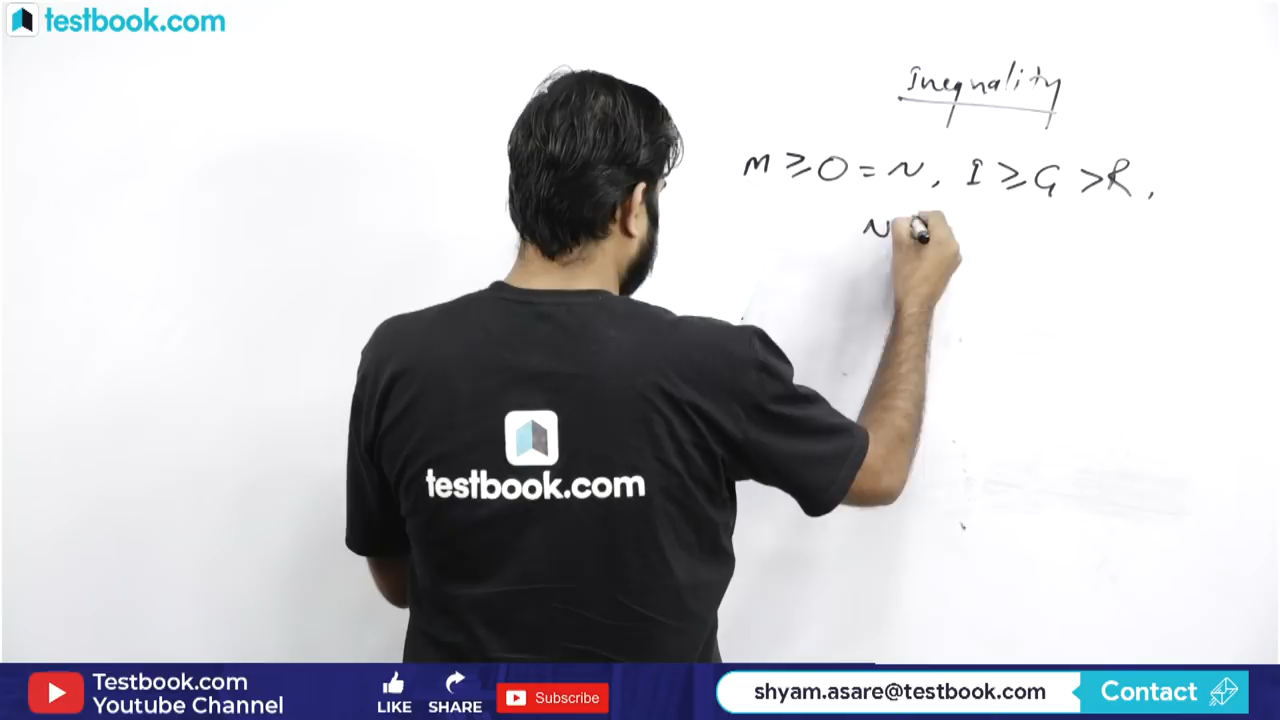 testbook.com
Inequality
M ≥ O = N, I ≥ G > R,
N
testbook.com
Testbook.com
Youtube Channel
LIKE
SHARE
Subscribe
shyam.asare@testbook.com
Contact